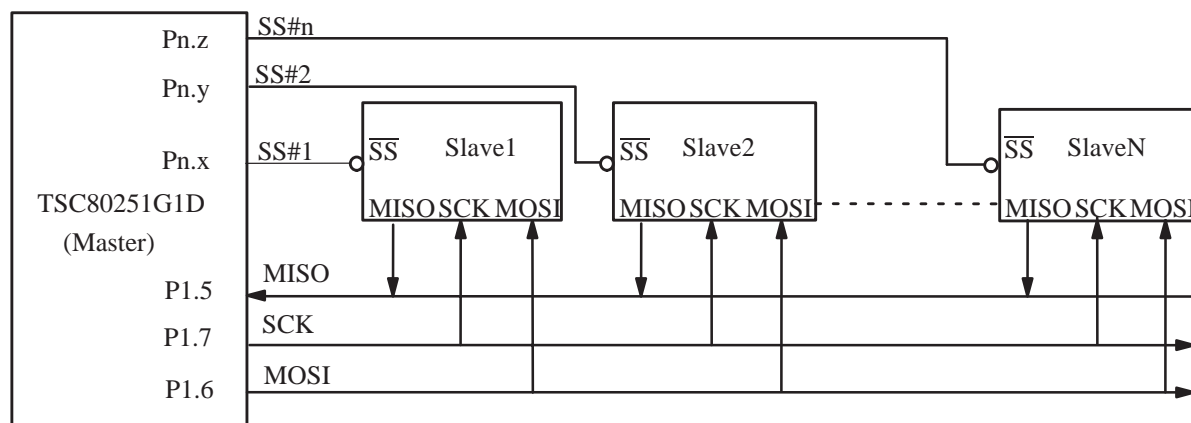 Pn.z SS#n
Pn.y SS#2
Pn.x SS#1
SS Slave1
SS Slave2
SS SlaveN
TSC80251G1D
(Master)
MISO SCK MOSI
MISO SCK MOSI
MISO SCK MOSI
P1.5 MISO
P1.7 SCK
P1.6 MOSI